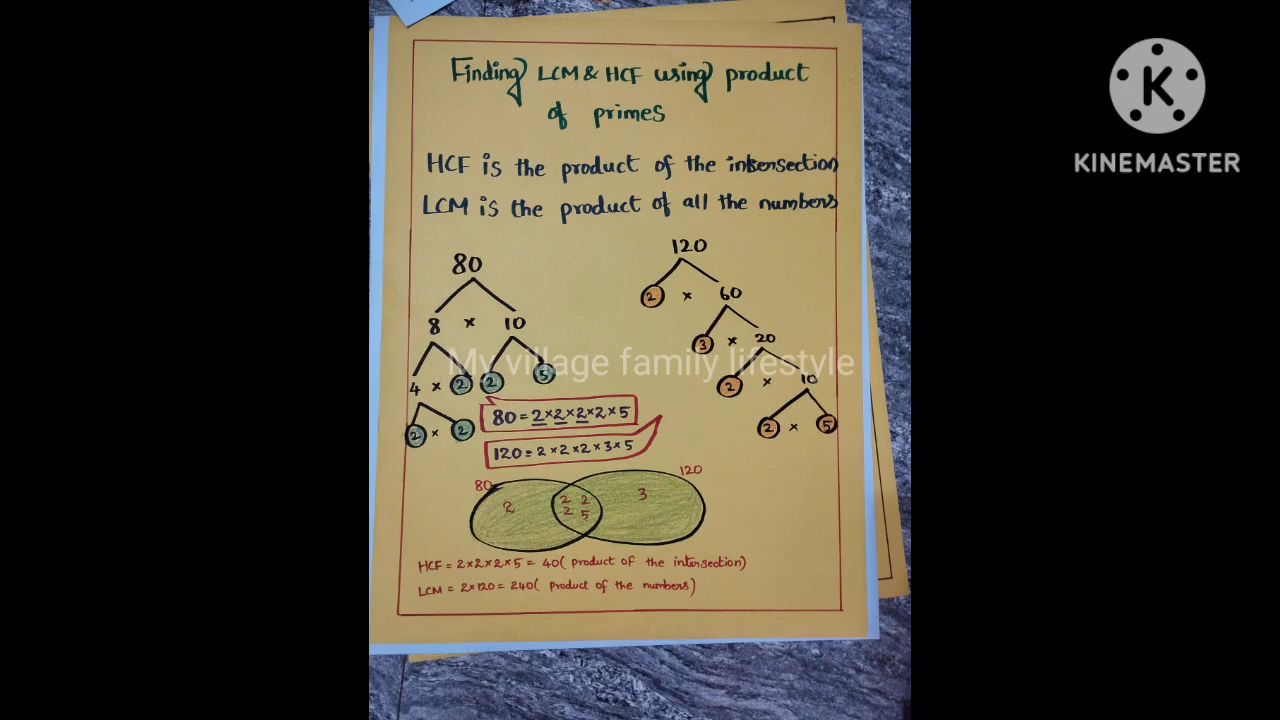 Finding LCM & HCF using product
of primes
HCF is the product of the intersection
LCM is the product of all the numbers
80
8 × 10
4 × 2 2 5
2 × 2
120
2 × 60
3 × 20
2 × 10
2 × 5
My village family lifestyle
80 = 2×2×2×2×5
120 = 2×2×2×3×5
80 120
2 2 2 3
2 5
HCF = 2×2×2×5 = 40( product of the intersection)
LCM = 2×120 = 240( product of the numbers)
K
KINEMASTER